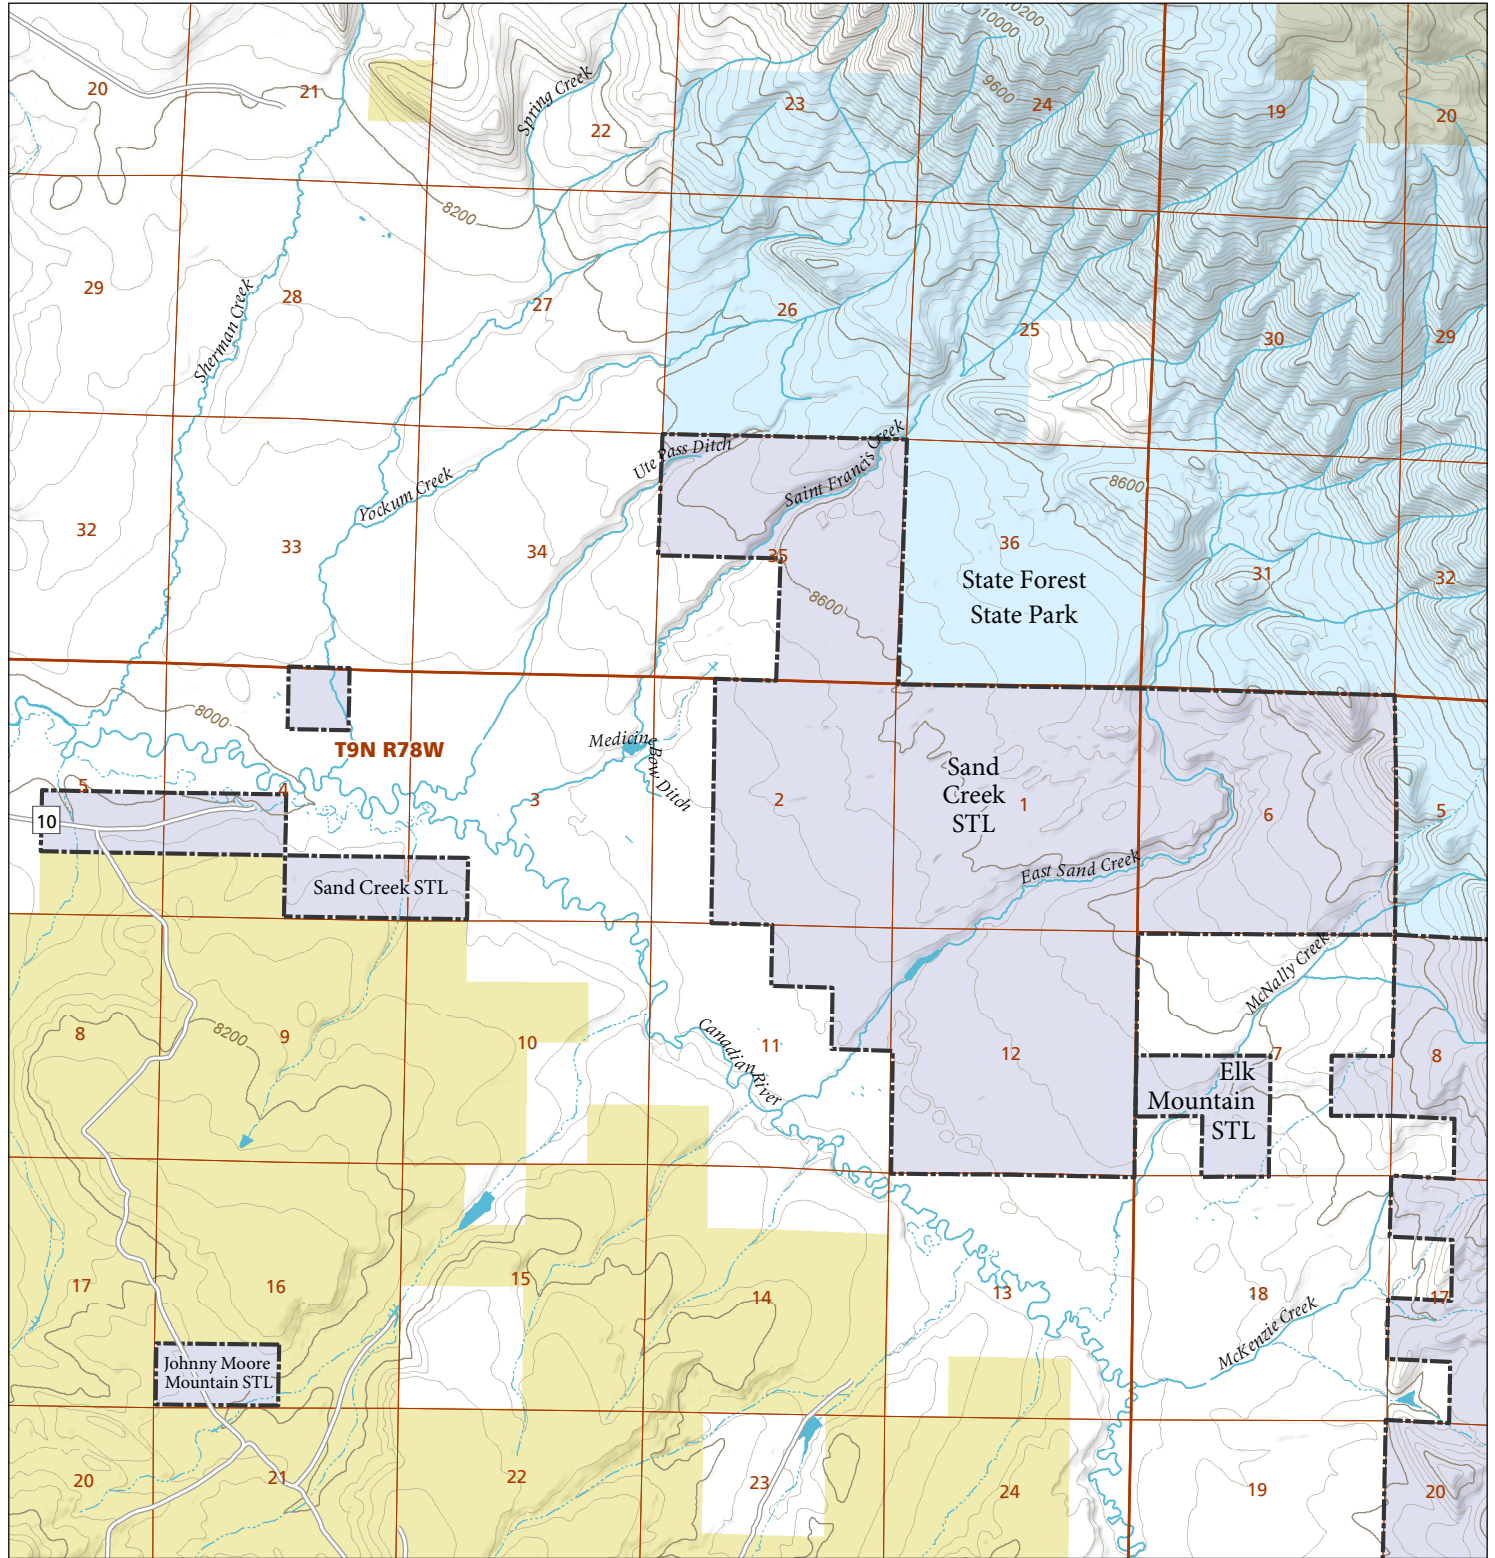 10200
10000
9600
20
21
22
23
24
19
20
Spring Creek
8200
29
28
27
26
25
30
29
Sherman Creek
Ute Pass Ditch
Saint Francis Creek
Yockum Creek
8600
32
33
34
35
36
31
32
State Forest
State Park
8600
8000
T9N R78W
Medicine
Bow Ditch
5
4
3
2
1
6
5
Sand
Creek
STL
10
East Sand Creek
Sand Creek STL
McNally Creek
8
8200
9
10
Canadian River
11
12
7
8
Elk
Mountain
STL
17
16
15
14
13
18
17
McKenzie Creek
Johnny Moore
Mountain STL
20
21
22
23
24
19
20